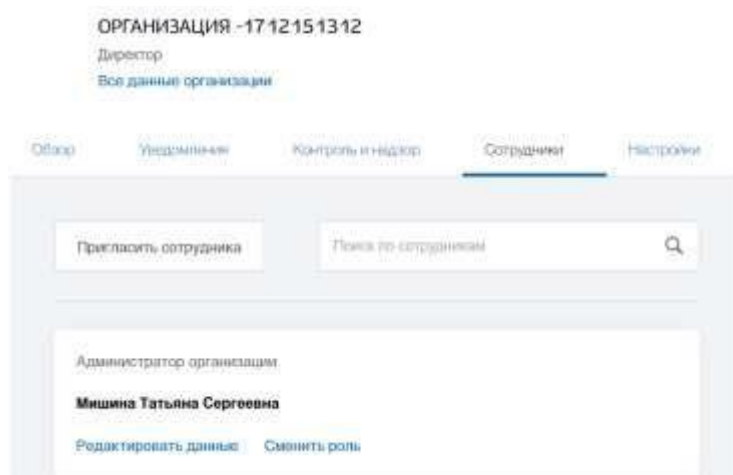 ОРГАНИЗАЦИЯ -1712151312
Директор
Все данные организации
Обзор Уведомления Контроль и надзор Сотрудники Настройки
Пригласить сотрудника Поиск по сотрудникам
Администратор организации
Мишина Татьяна Сергеевна
Редактировать данные Сменить роль